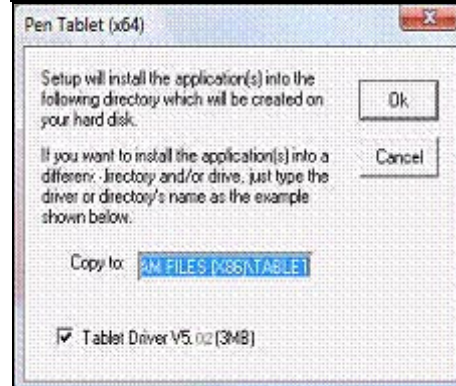 Pen Tablet (x64)
Setup will install the application(s) into the
following directory which will be created on
your hard disk.
Ok
If you want to install the application(s) into a
different directory and/or drive, just type the
driver or directory's name as the example
shown below.
Cancel
Copy to: AM FILES (X86)\TABLET
Tablet Driver V5.02 (3MB)